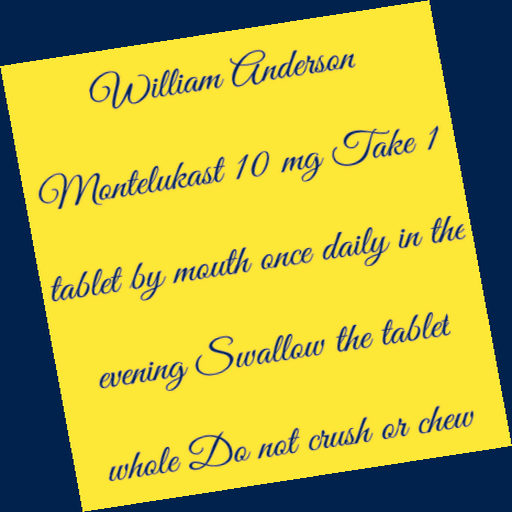 William Anderson
Montelukast 10 mg Take 1
tablet by mouth once daily in the
evening Swallow the tablet
whole Do not crush or chew